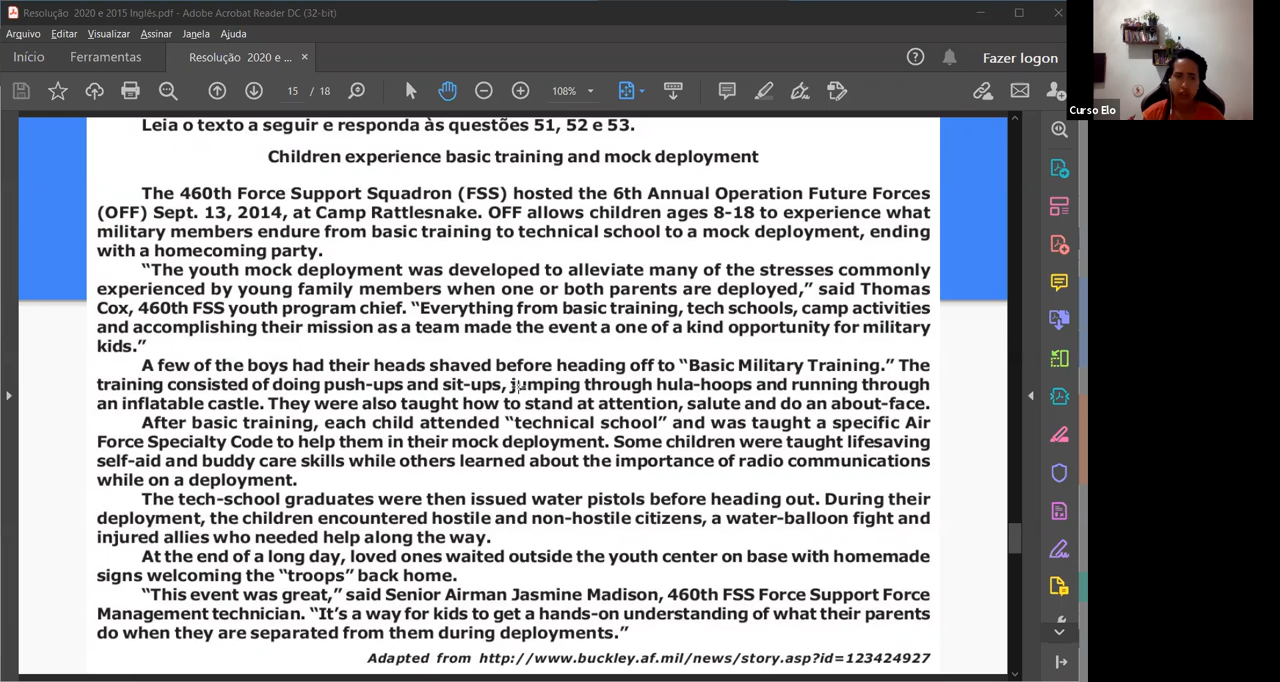 Resolução 2020 e 2015 Inglês.pdf - Adobe Acrobat Reader DC (32-bit)
Arquivo Editar Visualizar Assinar Janela Ajuda
Início Ferramentas Resolução 2020 e ... × Fazer logon
15 / 18 108%
Curso Elo
Leia o texto a seguir e responda às questões 51, 52 e 53.
Children experience basic training and mock deployment
The 460th Force Support Squadron (FSS) hosted the 6th Annual Operation Future Forces
(OFF) Sept. 13, 2014, at Camp Rattlesnake. OFF allows children ages 8-18 to experience what
military members endure from basic training to technical school to a mock deployment, ending
with a homecoming party.
“The youth mock deployment was developed to alleviate many of the stresses commonly
experienced by young family members when one or both parents are deployed,” said Thomas
Cox, 460th FSS youth program chief. “Everything from basic training, tech schools, camp activities
and accomplishing their mission as a team made the event a one of a kind opportunity for military
kids.”
A few of the boys had their heads shaved before heading off to “Basic Military Training.” The
training consisted of doing push-ups and sit-ups, jumping through hula-hoops and running through
an inflatable castle. They were also taught how to stand at attention, salute and do an about-face.
After basic training, each child attended “technical school” and was taught a specific Air
Force Specialty Code to help them in their mock deployment. Some children were taught lifesaving
self-aid and buddy care skills while others learned about the importance of radio communications
while on a deployment.
The tech-school graduates were then issued water pistols before heading out. During their
deployment, the children encountered hostile and non-hostile citizens, a water-balloon fight and
injured allies who needed help along the way.
At the end of a long day, loved ones waited outside the youth center on base with homemade
signs welcoming the “troops” back home.
“This event was great,” said Senior Airman Jasmine Madison, 460th FSS Force Support Force
Management technician. “It’s a way for kids to get a hands-on understanding of what their parents
do when they are separated from them during deployments.”
Adapted from http://www.buckley.af.mil/news/story.asp?id=123424927